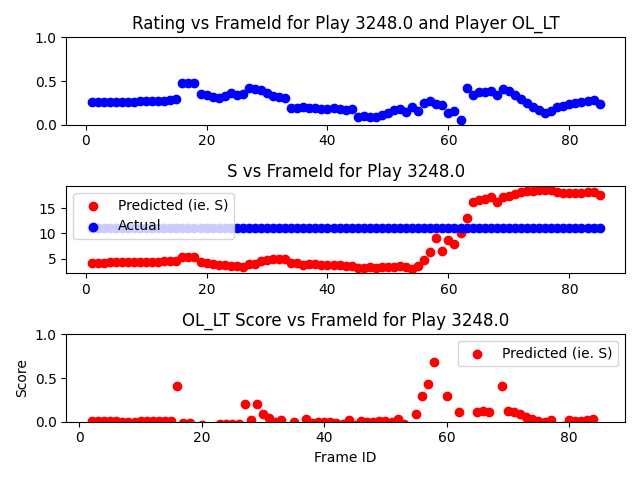 Rating vs FrameId for Play 3248.0 and Player OL_LT
1.0
0.5
0.0
0 20 40 60 80
S vs FrameId for Play 3248.0
15
10
5
Predicted (ie. S)
Actual
0 20 40 60 80
OL_LT Score vs FrameId for Play 3248.0
1.0
0.5
0.0
Score
Predicted (ie. S)
0 20 40 60 80
Frame ID